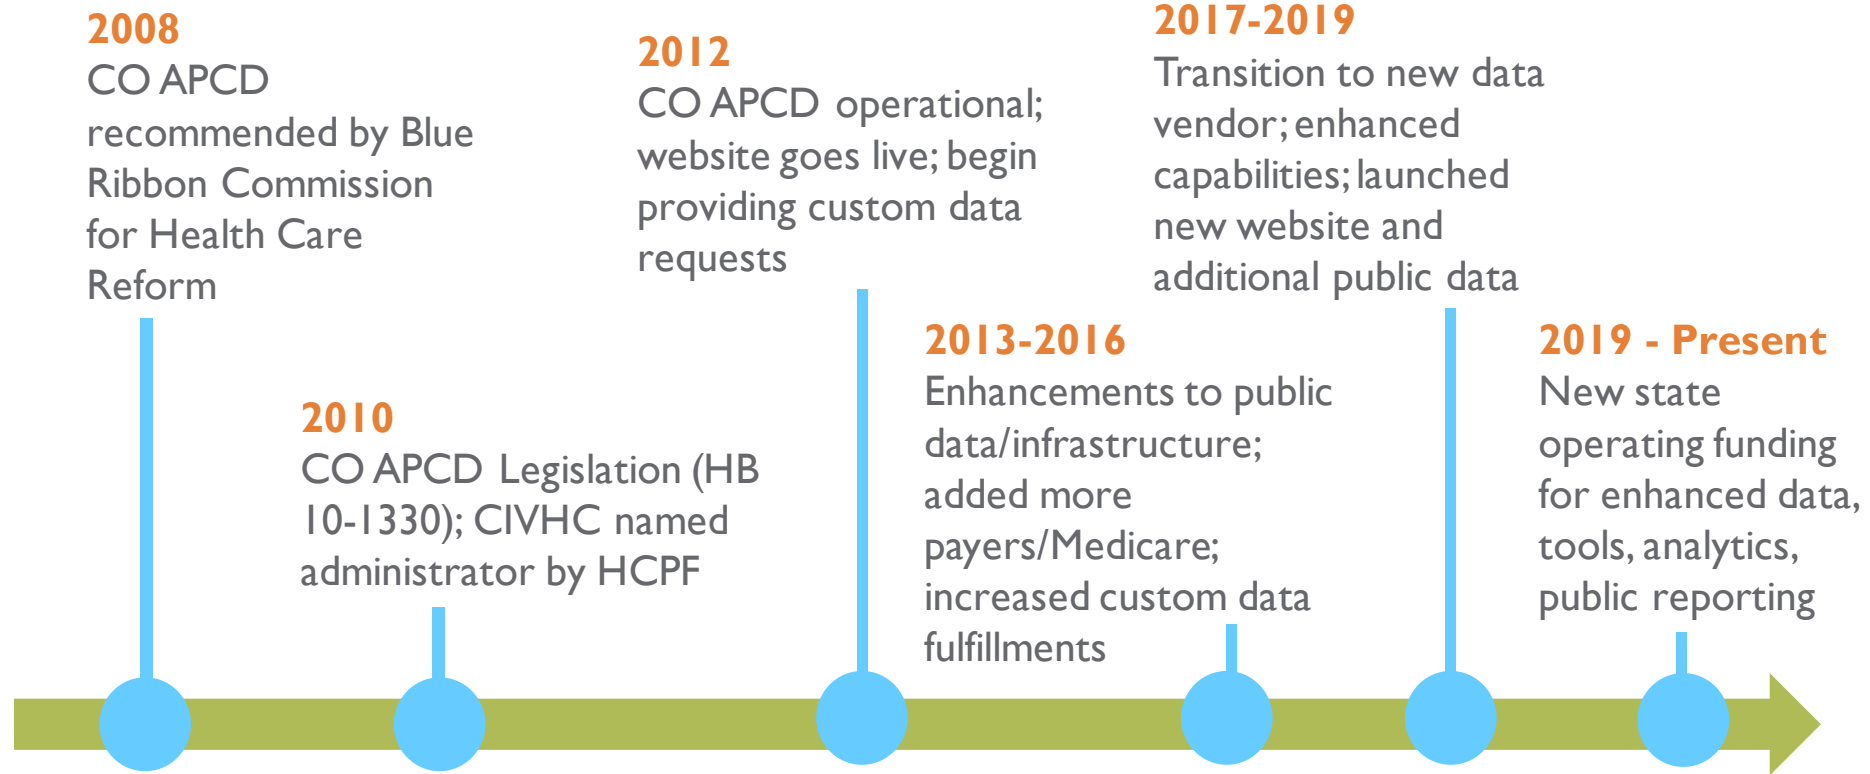 2008
CO APCD
recommended by Blue
Ribbon Commission
for Health Care
Reform
2010
CO APCD Legislation (HB
10-1330); CIVHC named
administrator by HCPF
2012
CO APCD operational;
website goes live; begin
providing custom data
requests
2013-2016
Enhancements to public
data/infrastructure;
added more
payers/Medicare;
increased custom data
fulfillments
2017-2019
Transition to new data
vendor; enhanced
capabilities; launched
new website and
additional public data
2019 - Present
New state
operating funding
for enhanced data,
tools, analytics,
public reporting